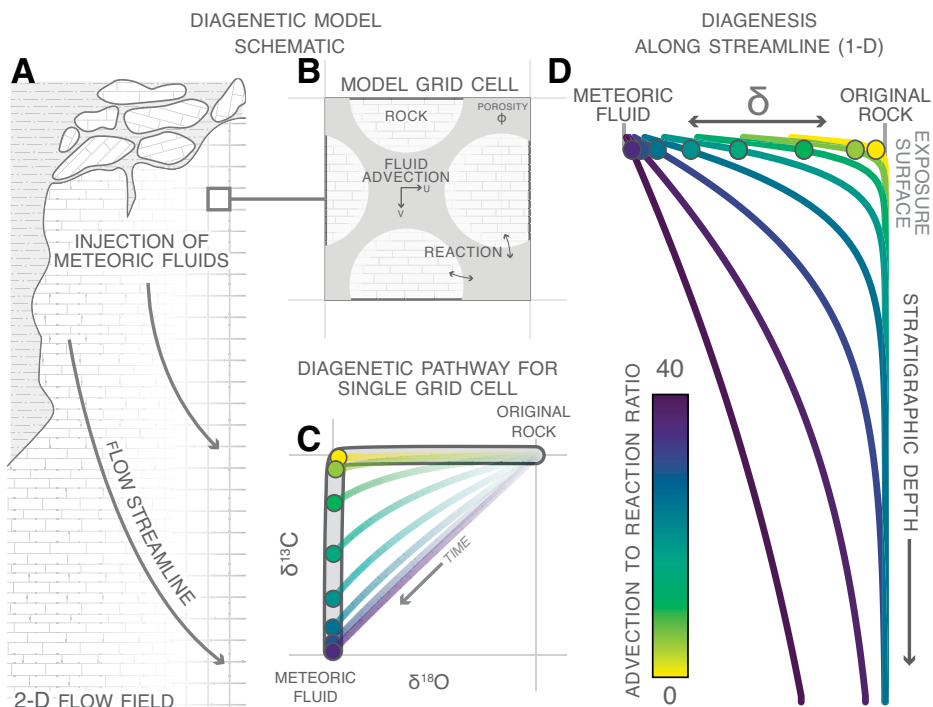 DIAGENETIC MODEL
SCHEMATIC
A
INJECTION OF
METEORIC FLUIDS
FLOW STREAMLINE
2-D FLOW FIELD
B
MODEL GRID CELL
ROCK
POROSITY
Φ
FLUID
ADVECTION
U
V
REACTION
DIAGENETIC PATHWAY FOR
SINGLE GRID CELL
C
ORIGINAL
ROCK
δ¹³C
TIME
METEORIC
FLUID
δ¹⁸O
DIAGENESIS
ALONG STREAMLINE (1-D)
D
METEORIC
FLUID
δ
ORIGINAL
ROCK
EXPOSURE
SURFACE
STRATIGRAPHIC DEPTH
ADVECTION TO REACTION RATIO
40
0